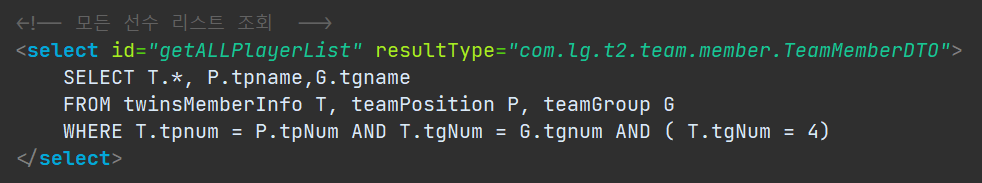 <!-- 모든 선수 리스트 조회  -->
<select id="getALLPlayerList" resultType="com.lg.t2.team.member.TeamMemberDTO">
    SELECT T.*, P.tpname,G.tgname
    FROM twinsMemberInfo T, teamPosition P, teamGroup G
    WHERE T.tpnum = P.tpNum AND T.tgNum = G.tgnum AND ( T.tgNum = 4)
</select>